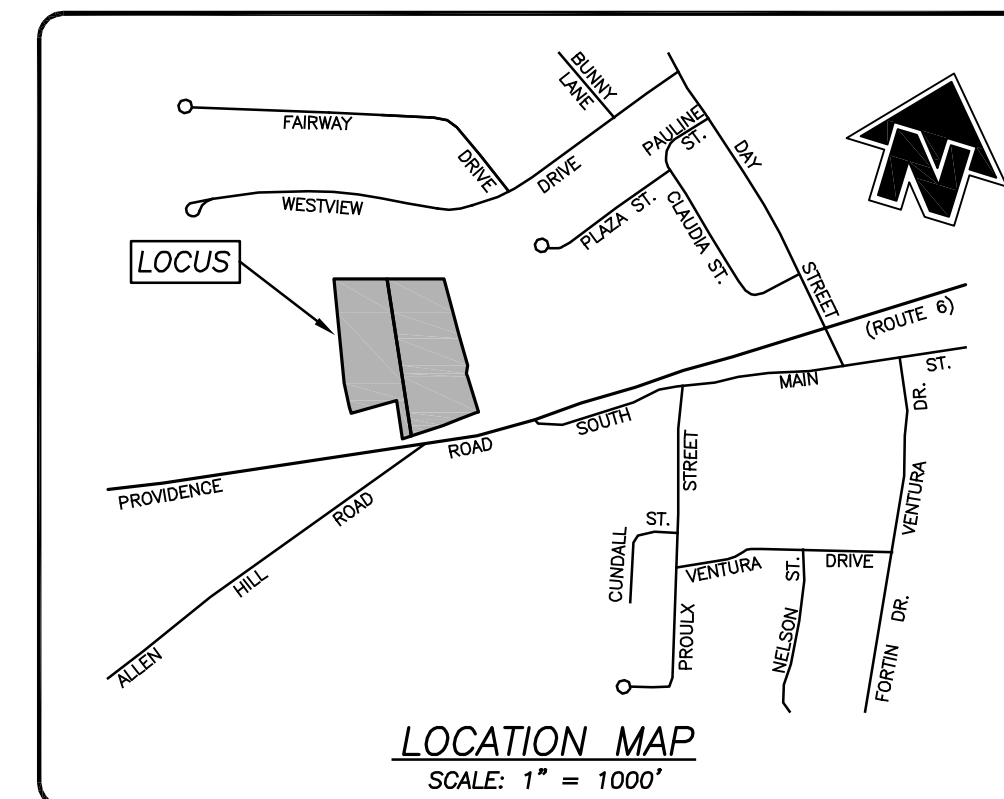 BUNNY
LANE
FAIRWAY
DRIVE
WESTVIEW
DRIVE
PAULINE
ST.
DAY
STREET
PLAZA ST.
CLAUDIA ST.
N
LOCUS
(ROUTE 6)
PROVIDENCE
ROAD
SOUTH
MAIN
ST.
ALLEN
HILL
ROAD
STREET
PROULX
CUNDALL
ST.
VENTURA
DRIVE
NELSON
ST.
VENTURA
DR.
FORTIN DR.
LOCATION MAP
SCALE: 1" = 1000'